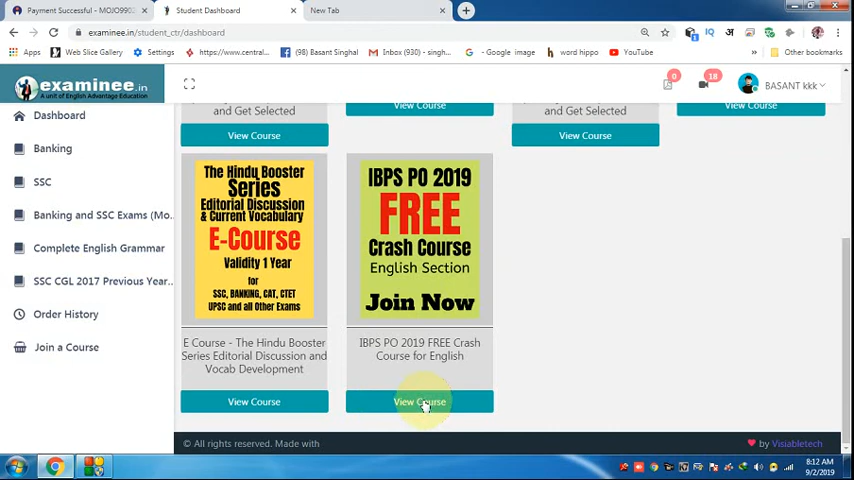 Payment Successful - MOJO990
Student Dashboard
New Tab
examinee.in/student_ctr/dashboard
Apps
Web Slice Gallery
Settings
https://www.central...
(98) Basant Singhal
Inbox (930) - singh...
- Google image
word hippo
YouTube
Other bookmarks
examinee.in
A unit of English Advantage Education
0
18
BASANT kkk
Dashboard
Banking
SSC
Banking and SSC Exams (Mo..
Complete English Grammar
SSC CGL 2017 Previous Year...
Order History
Join a Course
and Get Selected
View Course
View Course
and Get Selected
View Course
View Course
The Hindu Booster
Series
Editorial Discussion
& Current Vocabulary
E-Course
Validity 1 Year
for
SSC, BANKING, CAT, CTET
UPSC and all Other Exams
E Course - The Hindu Booster
Series Editorial Discussion and
Vocab Development
View Course
IBPS PO 2019
FREE
Crash Course
English Section
Join Now
IBPS PO 2019 FREE Crash
Course for English
View Course
© All rights reserved. Made with
by Visiabletech
8:12 AM
9/2/2019